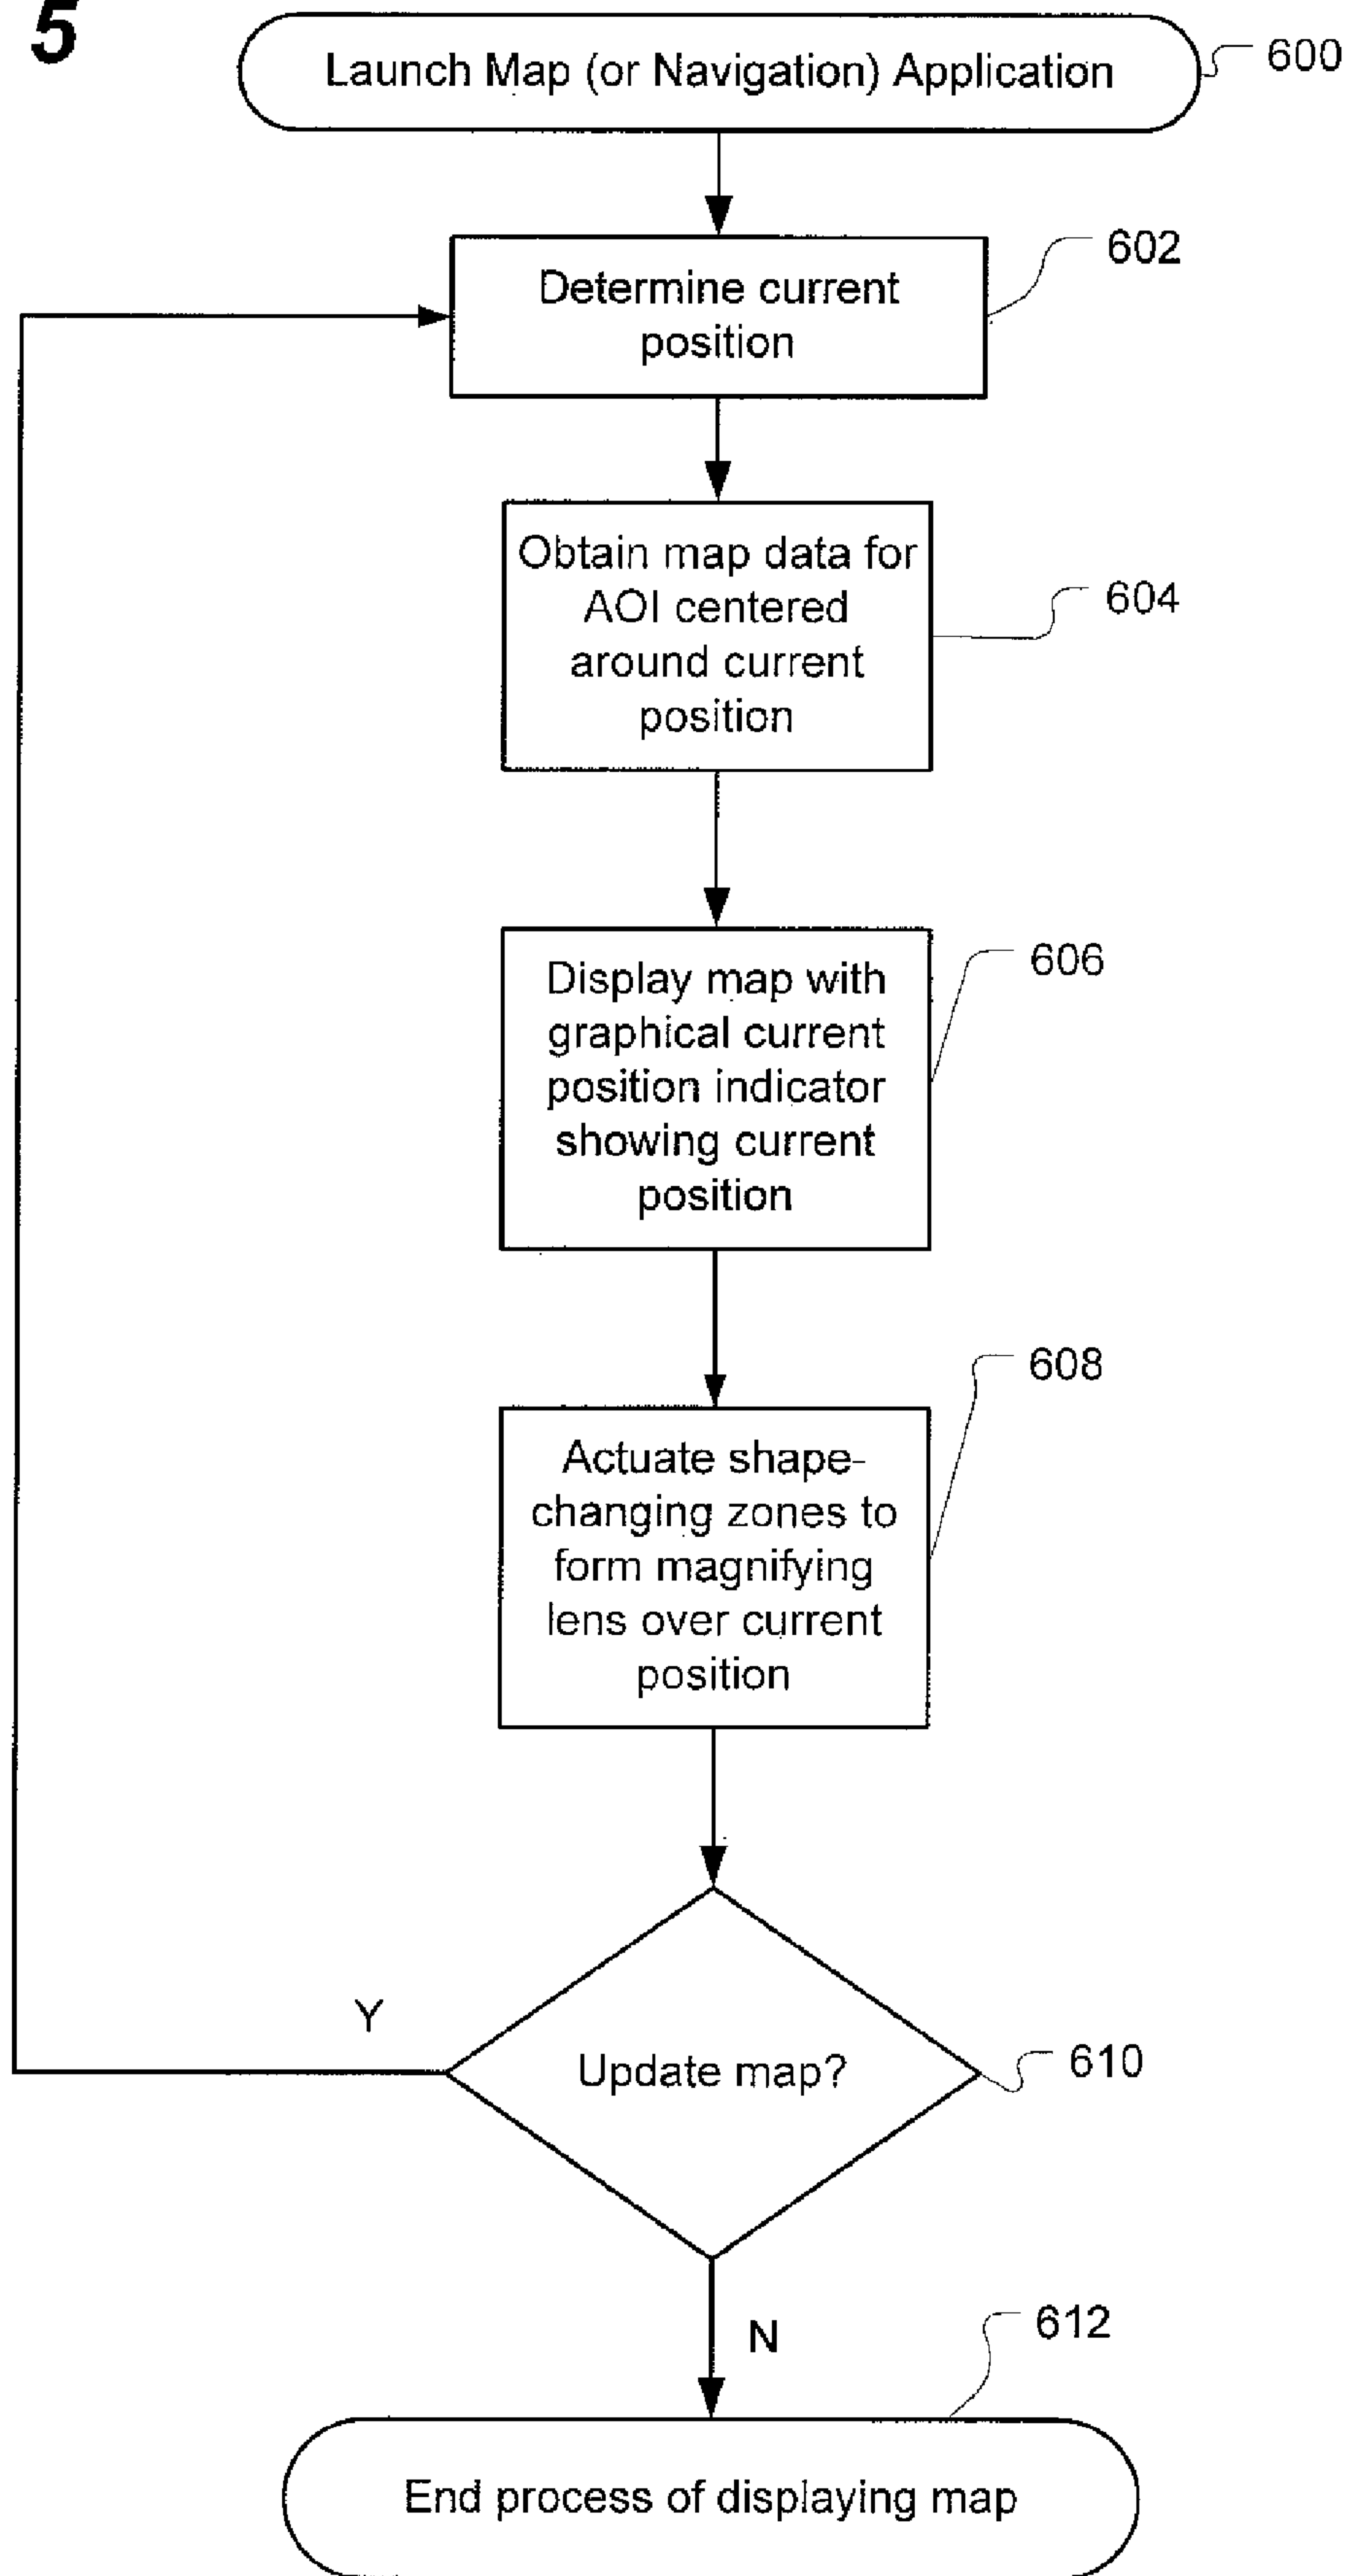 5
Launch Map (or Navigation) Application
600
Determine current
position
602
Obtain map data for
AOI centered
around current
position
604
Display map with
graphical current
position indicator
showing current
position
606
Actuate shape-
changing zones to
form magnifying
lens over current
position
608
Y
Update map?
610
N
612
End process of displaying map